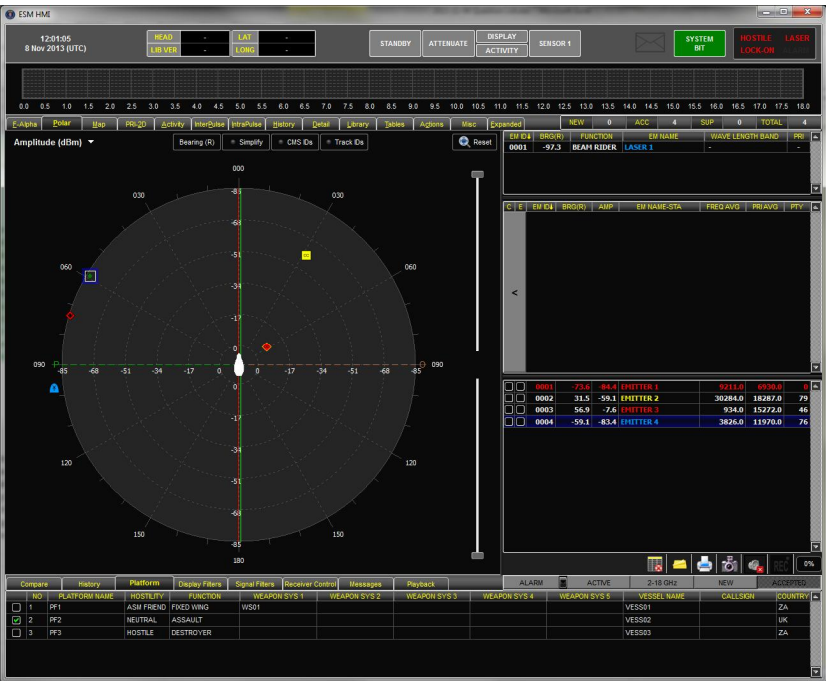 ESM HMI
12:01:05
8 Nov 2013 (UTC)
HEAD -
LIB VER -
LAT -
LONG -
STANDBY
ATTENUATE
DISPLAY
ACTIVITY
SENSOR 1
SYSTEM
BIT
HOSTILE LASER
LOCK-ON
0.0 0.5 1.0 1.5 2.0 2.5 3.0 3.5 4.0 4.5 5.0 5.5 6.0 6.5 7.0 7.5 8.0 8.5 9.0 9.5 10.0 10.5 11.0 11.5 12.0 12.5 13.0 13.5 14.0 14.5 15.0 15.5 16.0 16.5 17.0 17.5 18.0
E-Alpha Polar Map PRI-2D Activity InterPulse IntraPulse History Detail Library Tables Actions Misc Expanded
NEW 0 ACC 4 SUP 0 TOTAL 4
Amplitude (dBm)
Bearing (R) Simplify CMS IDs Track IDs Reset
000
030 030
060 060
090 090
120 120
150 150
180
-85
-68
-51
-34
-17
0
-85 -68 -51 -34 -17 0 0 -17 -34 -51 -68 -85
0
-17
-34
-51
-68
-85
EM ID BRG(R) FUNCTION EM NAME WAVE LENGTH BAND PRI
0001 -97.3 BEAM RIDER LASER 1 - -
C E EM ID BRG(R) AMP EM NAME-STA FREQ AVG PRI AVG PTY
<
0001 -73.6 -84.4 EMITTER 1 9211.0 6930.0 0
0002 31.5 -59.1 EMITTER 2 30284.0 18287.0 79
0003 56.9 -7.6 EMITTER 3 934.0 15272.0 46
0004 -59.1 -83.4 EMITTER 4 3826.0 11970.0 76
REC 0%
ALARM ACTIVE 2-18 GHz NEW ACCEPTED
Compare History Platform Display Filters Signal Filters Receiver Control Messages Playback
NO PLATFORM NAME HOSTILITY FUNCTION WEAPON SYS 1 WEAPON SYS 2 WEAPON SYS 3 WEAPON SYS 4 WEAPON SYS 5 VESSEL NAME CALLSIGN COUNTRY
1 PF1 ASM FRIEND FIXED WING WS01 VESS01 ZA
2 PF2 NEUTRAL ASSAULT VESS02 UK
3 PF3 HOSTILE DESTROYER VESS03 ZA